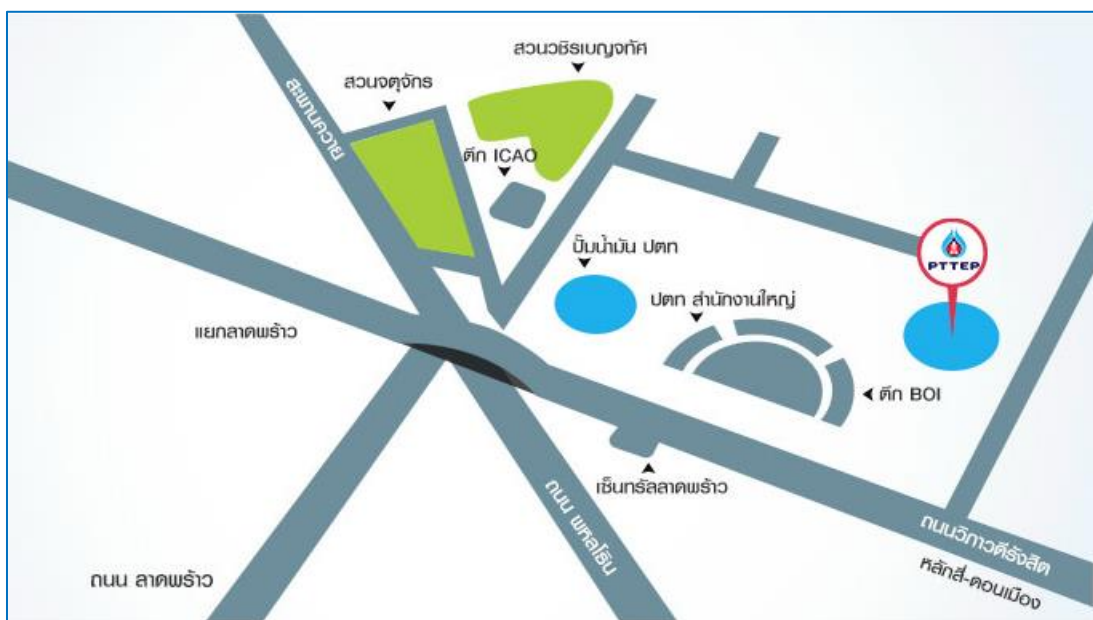 สวนวชิรเบญจทัศ
สวนจตุจักร
สะพานควาย
ตึก ICAO
ปั๊มน้ำมัน ปตท
PTTEP
ปตท สำนักงานใหญ่
แยกลาดพร้าว
ตึก BOI
เซ็นทรัลลาดพร้าว
ถนน พหลโธิน
ถนนวิภาวดีรังสิต
หลักสี่-ดอนเมือง
ถนน ลาดพร้าว